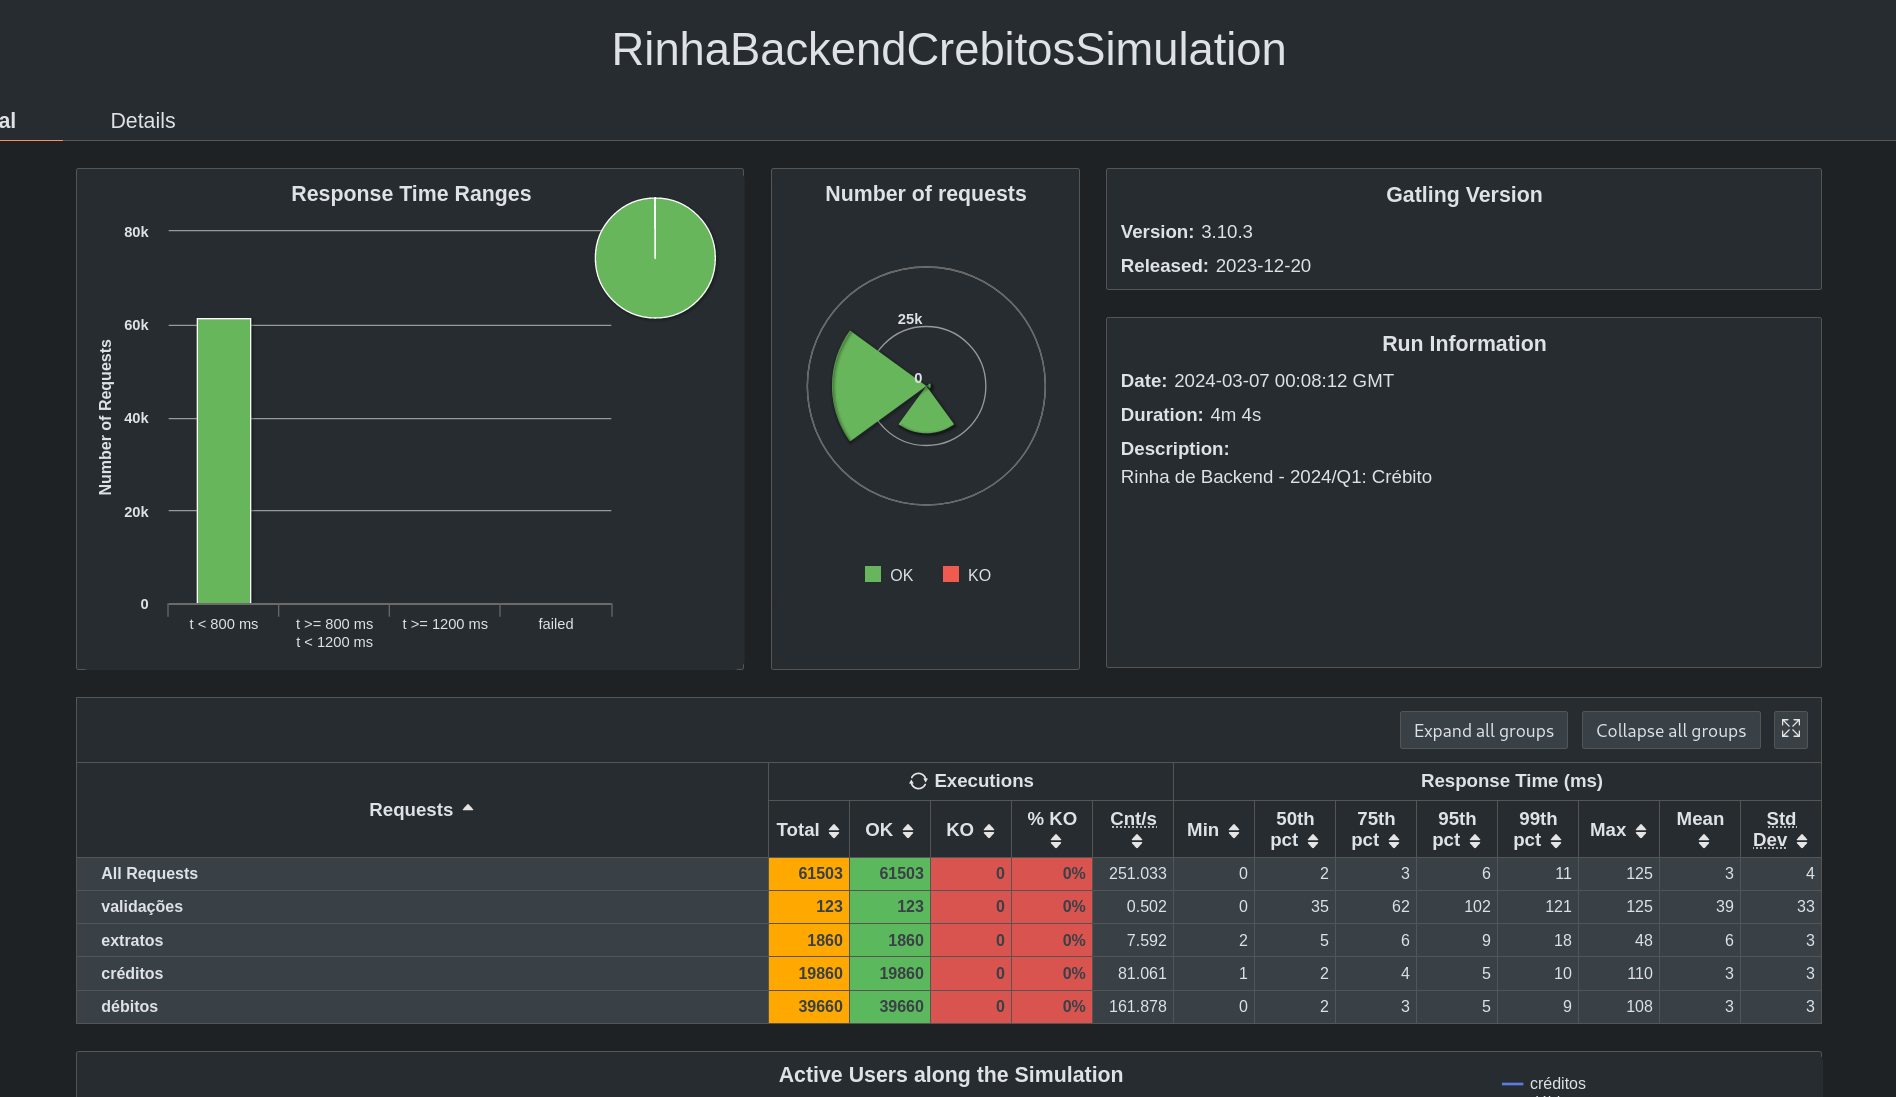 RinhaBackendCrebitosSimulation
al Details
Response Time Ranges
80k
60k
40k
20k
0
Number of Requests
t < 800 ms
t >= 800 ms
t < 1200 ms
t >= 1200 ms
failed
Number of requests
25k
0
OK KO
Gatling Version
Version: 3.10.3
Released: 2023-12-20
Run Information
Date: 2024-03-07 00:08:12 GMT
Duration: 4m 4s
Description:
Rinha de Backend - 2024/Q1: Crébito
Expand all groups Collapse all groups
Requests Executions Response Time (ms)
Total OK KO % KO Cnt/s Min 50th pct 75th pct 95th pct 99th pct Max Mean Std Dev
All Requests 61503 61503 0 0% 251.033 0 2 3 6 11 125 3 4
validações 123 123 0 0% 0.502 0 35 62 102 121 125 39 33
extratos 1860 1860 0 0% 7.592 2 5 6 9 18 48 6 3
créditos 19860 19860 0 0% 81.061 1 2 4 5 10 110 3 3
débitos 39660 39660 0 0% 161.878 0 2 3 5 9 108 3 3
Active Users along the Simulation
créditos